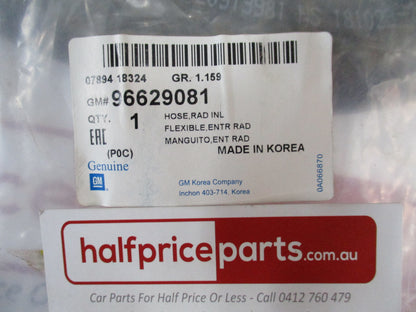 07894 18324 GR. 1.159
GM# 96629081
QTY. 1 HOSE,RAD INL
FLEXIBLE,ENTR RAD
EAC MANGUITO,ENT RAD
(P0C) MADE IN KOREA
Genuine
GM
GM Korea Company
Inchon 403-714, Korea
0A066870
halfpriceparts.com.au
Car Parts For Half Price Or Less - Call 0412 760 479